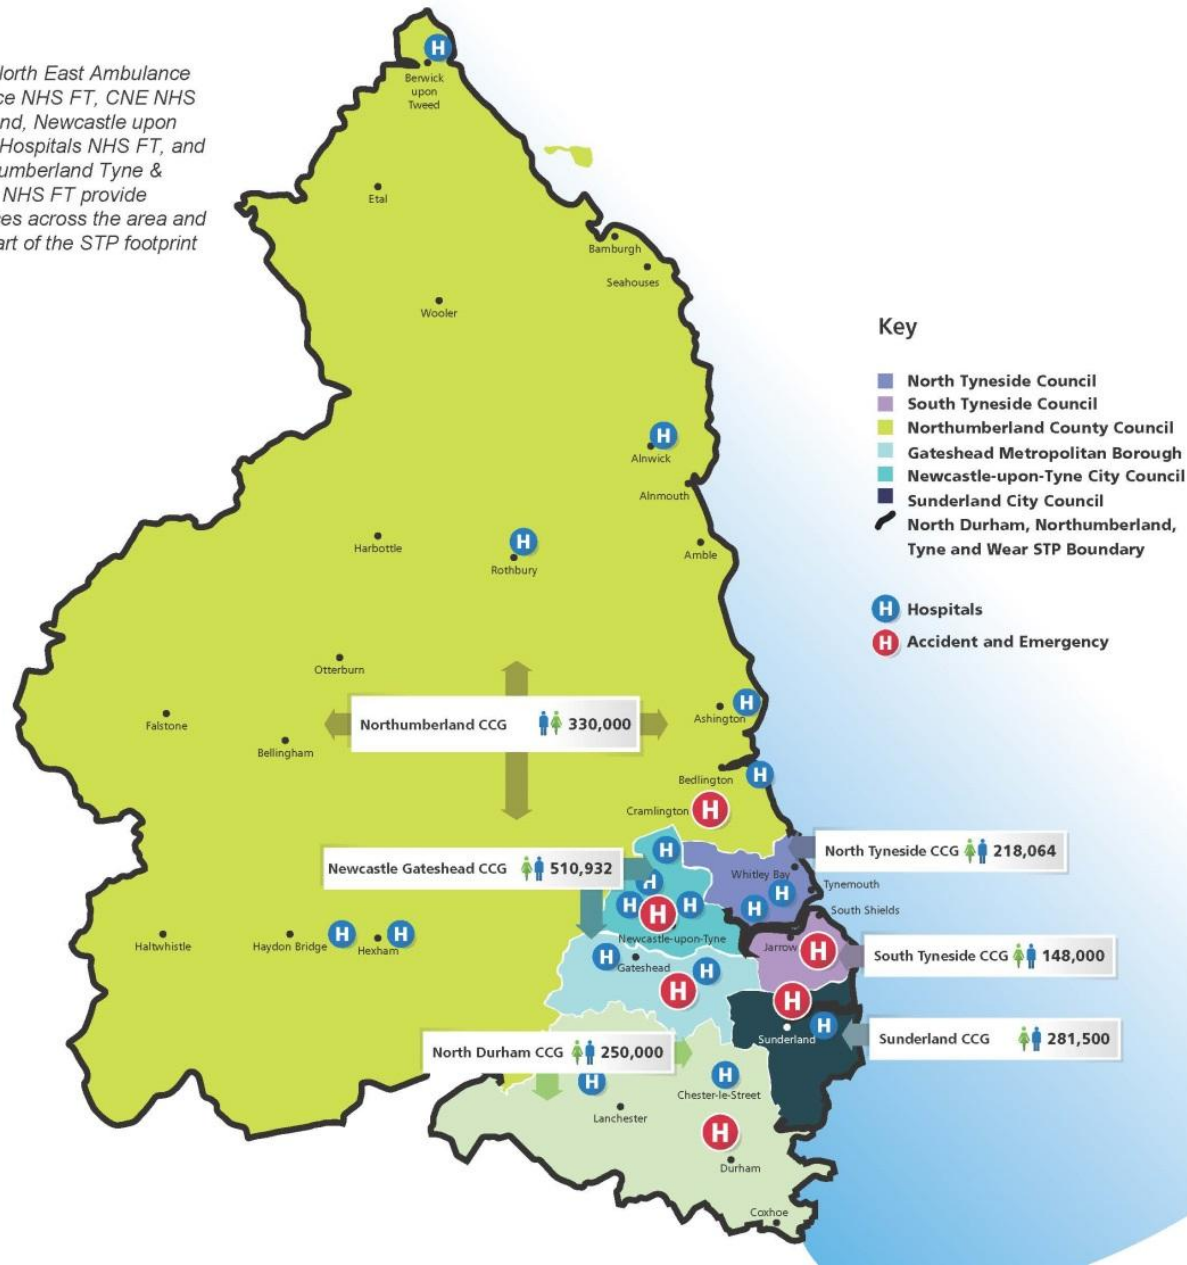 orth East Ambulance
ce NHS FT, CNE NHS
nd, Newcastle upon
Hospitals NHS FT, and
umberland Tyne &
NHS FT provide
ces across the area and
art of the STP footprint
H
Berwick
upon
Tweed
Etal
Bamburgh
Seahouses
Wooler
Key
North Tyneside Council
South Tyneside Council
Northumberland County Council
Gateshead Metropolitan Borough
Newcastle-upon-Tyne City Council
Sunderland City Council
North Durham, Northumberland,
Tyne and Wear STP Boundary
H Hospitals
H Accident and Emergency
H
Alnwick
Alnmouth
Harbottle
H
Rothbury
Amble
Otterburn
Falstone
Bellingham
Northumberland CCG 330,000
H
Ashington
Bedlington
H
Cramlington H
Newcastle Gateshead CCG 510,932
North Tyneside CCG 218,064
H
H
H
H
H
Newcastle-upon-Tyne
Whitley Bay
H
H
Tynemouth
South Shields
Haltwhistle
Haydon Bridge
H
Hexham
H
Jarrow
H
South Tyneside CCG 148,000
H
Gateshead
H
H
H
Sunderland
H
Sunderland CCG 281,500
North Durham CCG 250,000
H
H
Chester-le-Street
Lanchester
H
Durham
Coxhoe